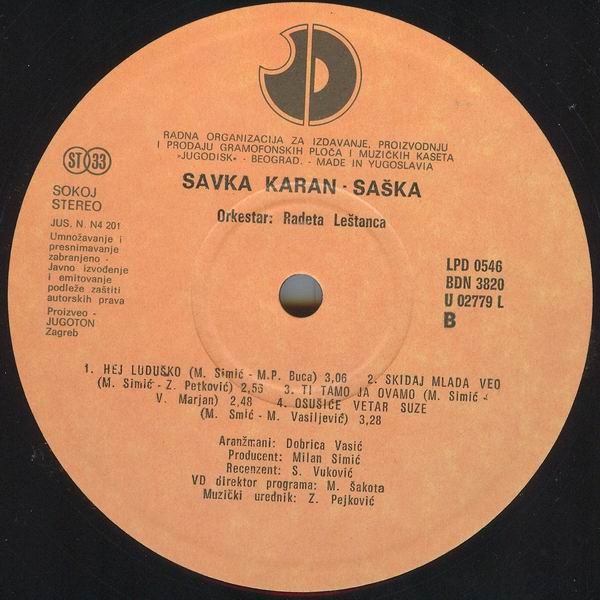 RADNA ORGANIZACIJA ZA IZDAVANJE, PROIZVODNJU
I PRODAJU GRAMOFONSKIH PLOČA I MUZIČKIH KASETA
»JUGODISK« - BEOGRAD. - MADE IN YUGOSLAVIA
ST 33
SAVKA KARAN - SAŠKA
SOKOJ
STEREO
Orkestar: Radeta Leštanca
JUS. N. N4 201
Umnožavanje i
presnimavanje
zabranjeno -
Javno izvođenje
i emitovanje
podleže zaštiti
autorskih prava
Proizveo -
JUGOTON
Zagreb
LPD 0546
BDN 3820
U 02779 L
B
1. HEJ LUDUŠKO (M. Simić - M.P. Buca) 3,06 2. SKIDAJ MLADA VEO
(M. Simić - Z. Petković) 2,56 3. TI TAMO JA OVAMO (M. Simić -
V. Marjan) 2,48 4. OSUŠIĆE VETAR SUZE
(M. Smić - M. Vasiljević) 3,28
Aranžmani: Dobrica Vasić
Producent: Milan Simić
Recenzent: S. Vuković
VD direktor programa: M. Šakota
Muzički urednik: Z. Pejković